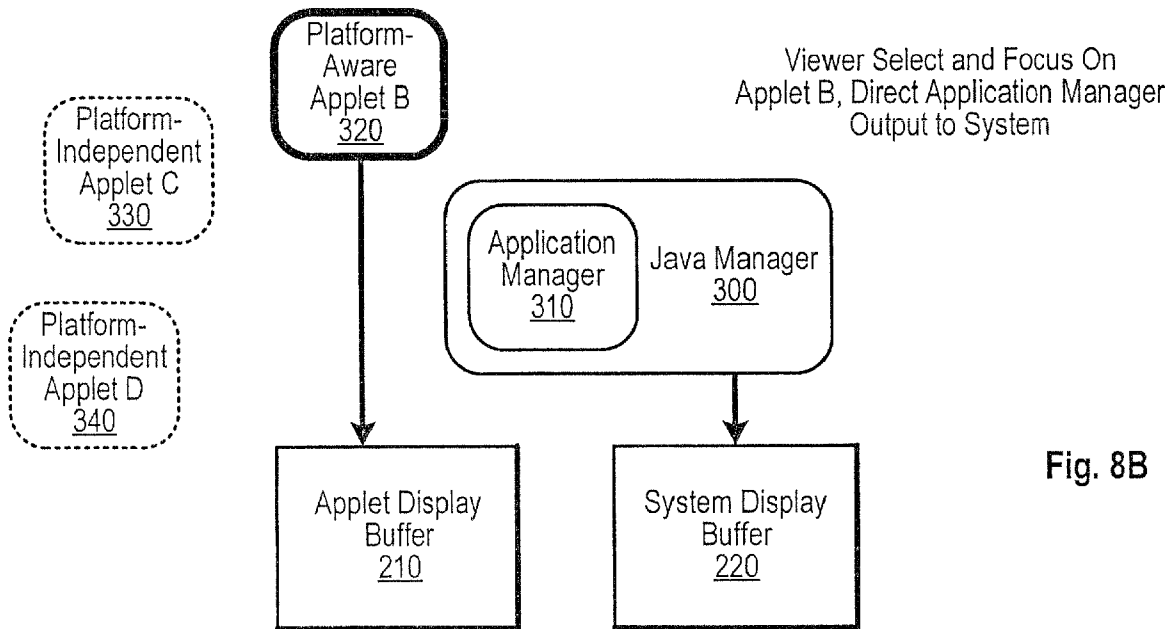 Platform-
Aware
Applet B
320
Viewer Select and Focus On
Applet B, Direct Application Manager
Output to System
Platform-
Independent
Applet C
330
Application
Manager
310
Java Manager
300
Platform-
Independent
Applet D
340
Applet Display
Buffer
210
System Display
Buffer
220
Fig. 8B